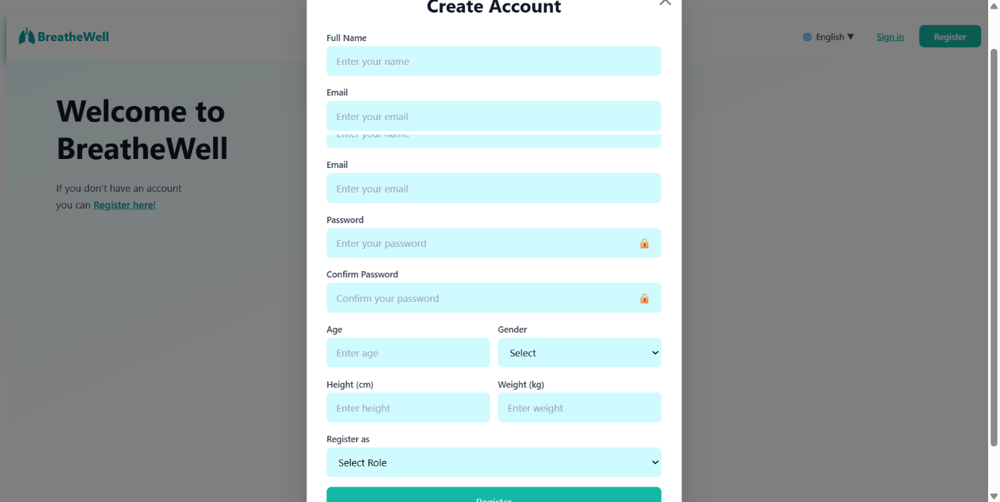 Create Account
BreatheWell
English ▼
Sign in
Register
Full Name
Enter your name
Email
Enter your email
Enter your name
Email
Enter your email
Password
Enter your password
Confirm Password
Confirm your password
Age
Gender
Enter age
Select
Height (cm)
Weight (kg)
Enter height
Enter weight
Register as
Select Role
Register
Welcome to
BreatheWell
If you don't have an account
you can Register here!